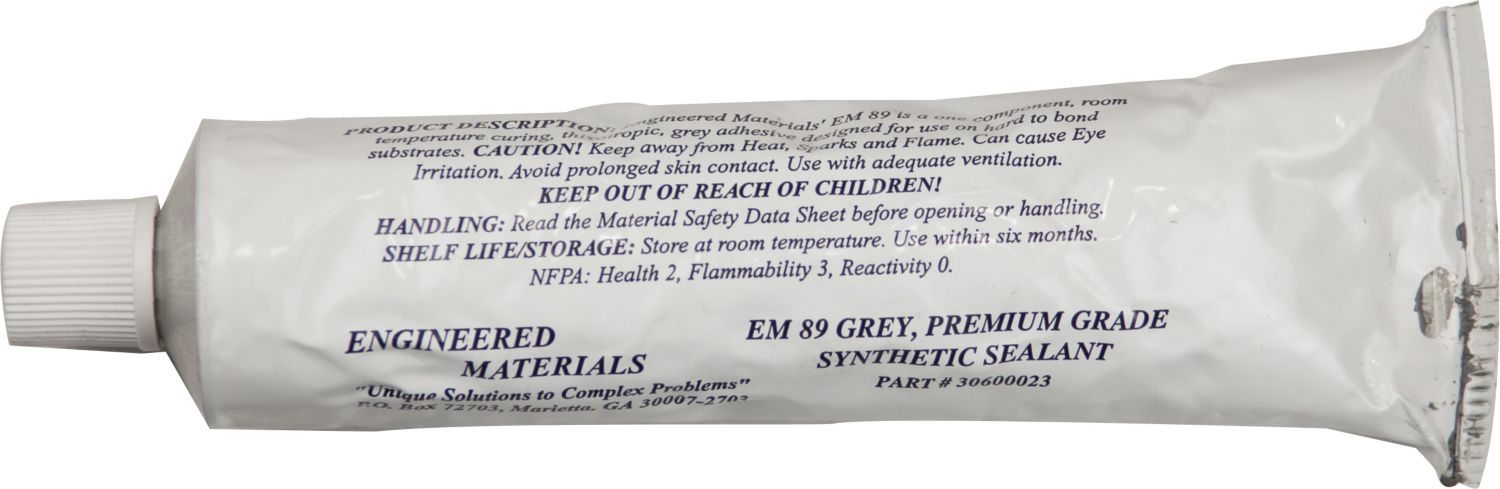 PRODUCT DESCRIPTION: Engineered Materials' EM 89 is a one component, room
temperature curing, thixotropic, grey adhesive designed for use on hard to bond
substrates. CAUTION! Keep away from Heat, Sparks and Flame. Can cause Eye
Irritation. Avoid prolonged skin contact. Use with adequate ventilation.
KEEP OUT OF REACH OF CHILDREN!
HANDLING: Read the Material Safety Data Sheet before opening or handling.
SHELF LIFE/STORAGE: Store at room temperature. Use within six months.
NFPA: Health 2, Flammability 3, Reactivity 0.
ENGINEERED
MATERIALS
"Unique Solutions to Complex Problems"
P.O. Box 72703, Marietta, GA 30007-2703
EM 89 GREY, PREMIUM GRADE
SYNTHETIC SEALANT
PART # 30600023